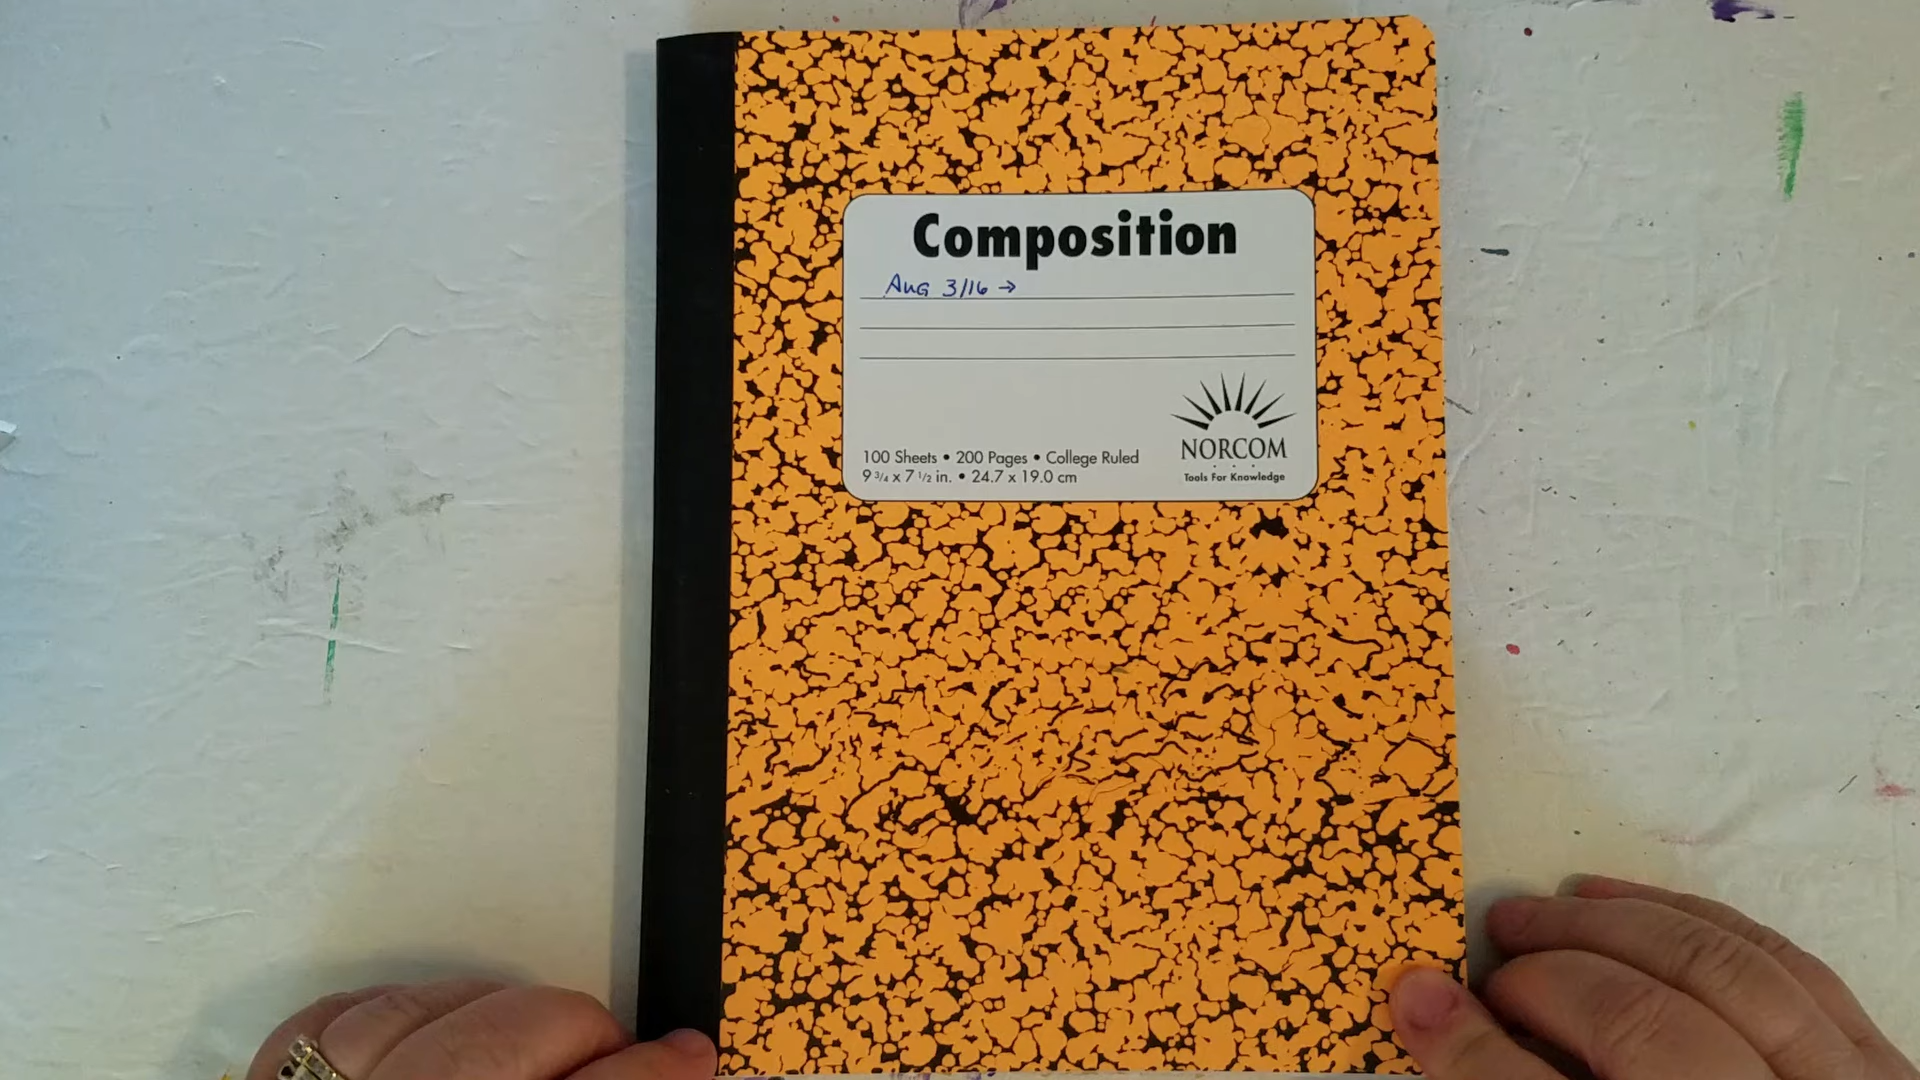 Composition
Aug 3/16 →
100 Sheets • 200 Pages • College Ruled
9 3/4 x 7 1/2 in. • 24.7 x 19.0 cm
NORCOM
Tools For Knowledge